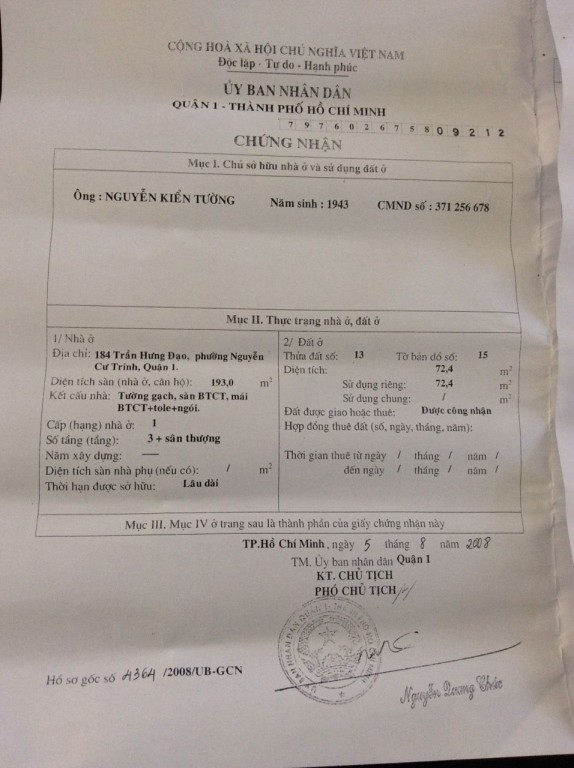 CỘNG HOÀ XÃ HỘI CHỦ NGHĨA VIỆT NAM
Độc lập - Tự do - Hạnh phúc
ỦY BAN NHÂN DÂN
QUẬN 1 - THÀNH PHỐ HỒ CHÍ MINH
7 9 7 6 0 2 6 7 5 8 0 9 2 1 2
CHỨNG NHẬN
Mục I. Chủ sở hữu nhà ở và sử dụng đất ở
Ông : NGUYỄN KIẾN TƯỜNG Năm sinh : 1943 CMND số : 371 256 678
Mục II. Thực trạng nhà ở, đất ở
1/ Nhà ở
Địa chỉ: 184 Trần Hưng Đạo, phường Nguyễn
Cư Trinh, Quận 1.
Diện tích sàn (nhà ở, căn hộ): 193,0 m2
Kết cấu nhà: Tường gạch, sàn BTCT, mái
BTCT+tole+ngói.
Cấp (hạng) nhà ở: 1
Số tầng (tầng): 3 + sân thượng
Năm xây dựng: —
Diện tích sàn nhà phụ (nếu có): / m2
Thời hạn được sở hữu: Lâu dài
2/ Đất ở
Thửa đất số: 13 Tờ bản đồ số: 15
Diện tích: 72,4 m2
Sử dụng riêng: 72,4 m2
Sử dụng chung: / m2
Đất được giao hoặc thuê: Được công nhận
Hợp đồng thuê đất (số, ngày, tháng, năm):
Thời gian thuê từ ngày / tháng / năm /
đến ngày / tháng / năm /
Mục III. Mục IV ở trang sau là thành phần của giấy chứng nhận này
TP.Hồ Chí Minh, ngày 5 tháng 8 năm 2008
TM. Ủy ban nhân dân Quận 1
KT. CHỦ TỊCH
PHÓ CHỦ TỊCH
Hồ sơ gốc số 4364 /2008/UB-GCN